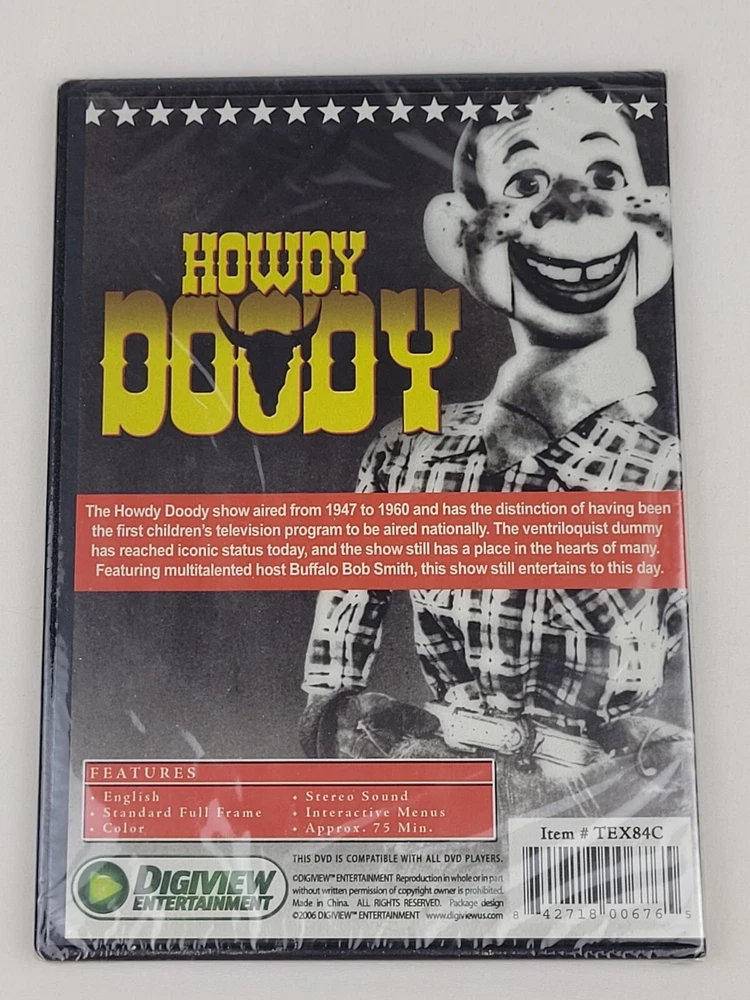 HOWDY
DOODY
The Howdy Doody show aired from 1947 to 1960 and has the distinction of having been
the first children's television program to be aired nationally. The ventriloquist dummy
has reached iconic status today, and the show still has a place in the hearts of many.
Featuring multitalented host Buffalo Bob Smith, this show still entertains to this day.
FEATURES
• English
• Standard Full Frame
• Color
• Stereo Sound
• Interactive Menus
• Approx. 75 Min.
Item # TEX84C
DIGIVIEW
ENTERTAINMENT
THIS DVD IS COMPATIBLE WITH ALL DVD PLAYERS.
©DIGIVIEW™ ENTERTAINMENT Reproduction in whole or in part
without written permission of copyright owner is prohibited.
Made in China. ALL RIGHTS RESERVED. Package design
©2006 DIGIVIEW™ ENTERTAINMENT www.digiviewus.com
8 42718 00676 5